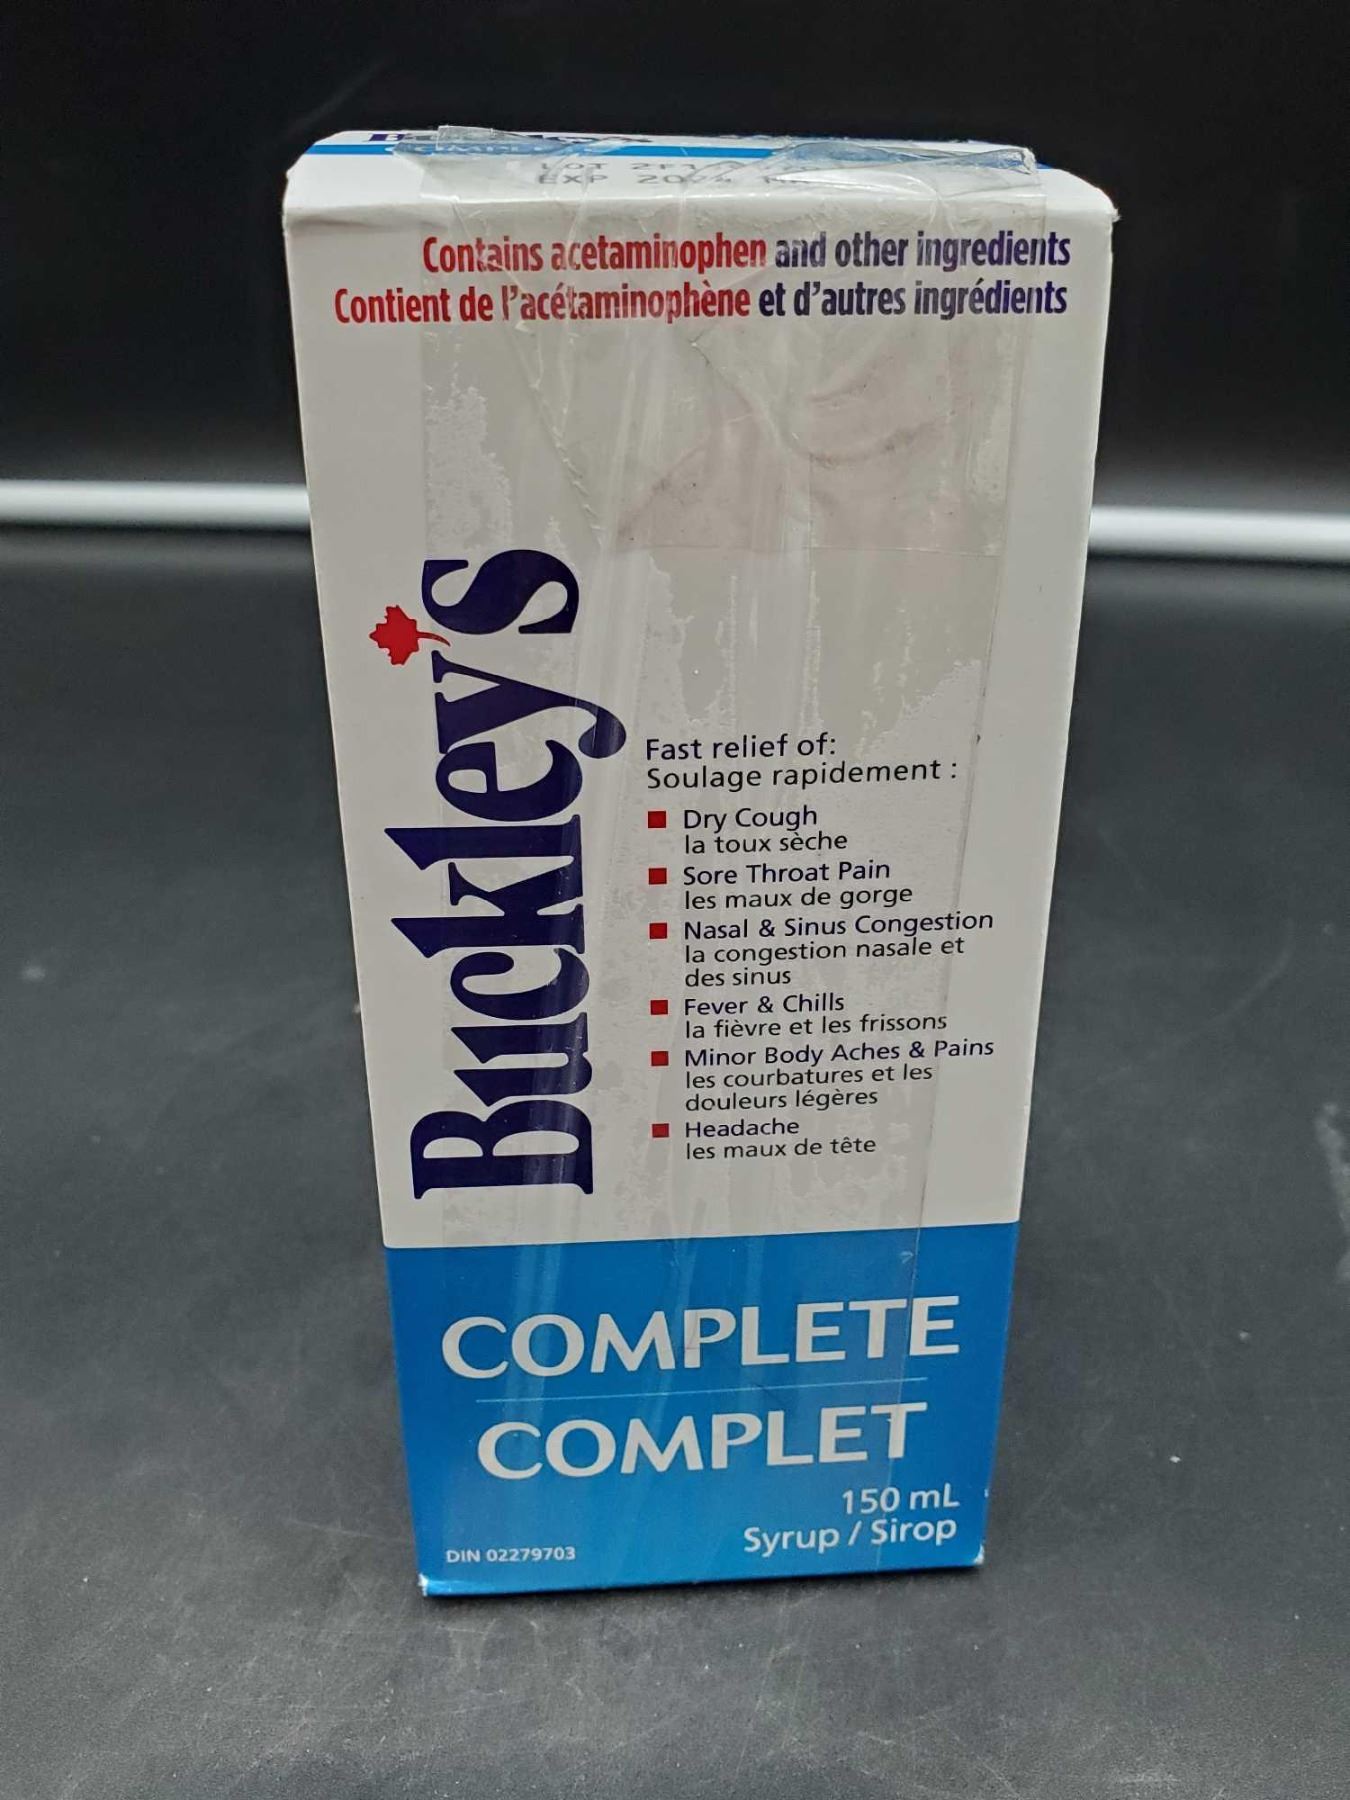 Buckley's
LOT
EXP
Contains acetaminophen and other ingredients
Contient de l'acétaminophène et d'autres ingrédients
Buckley's
Fast relief of:
Soulage rapidement :
Dry Cough
la toux sèche
Sore Throat Pain
les maux de gorge
Nasal & Sinus Congestion
la congestion nasale et
des sinus
Fever & Chills
la fièvre et les frissons
Minor Body Aches & Pains
les courbatures et les
douleurs légères
Headache
les maux de tête
COMPLETE
COMPLET
150 mL
Syrup / Sirop
DIN 02279703